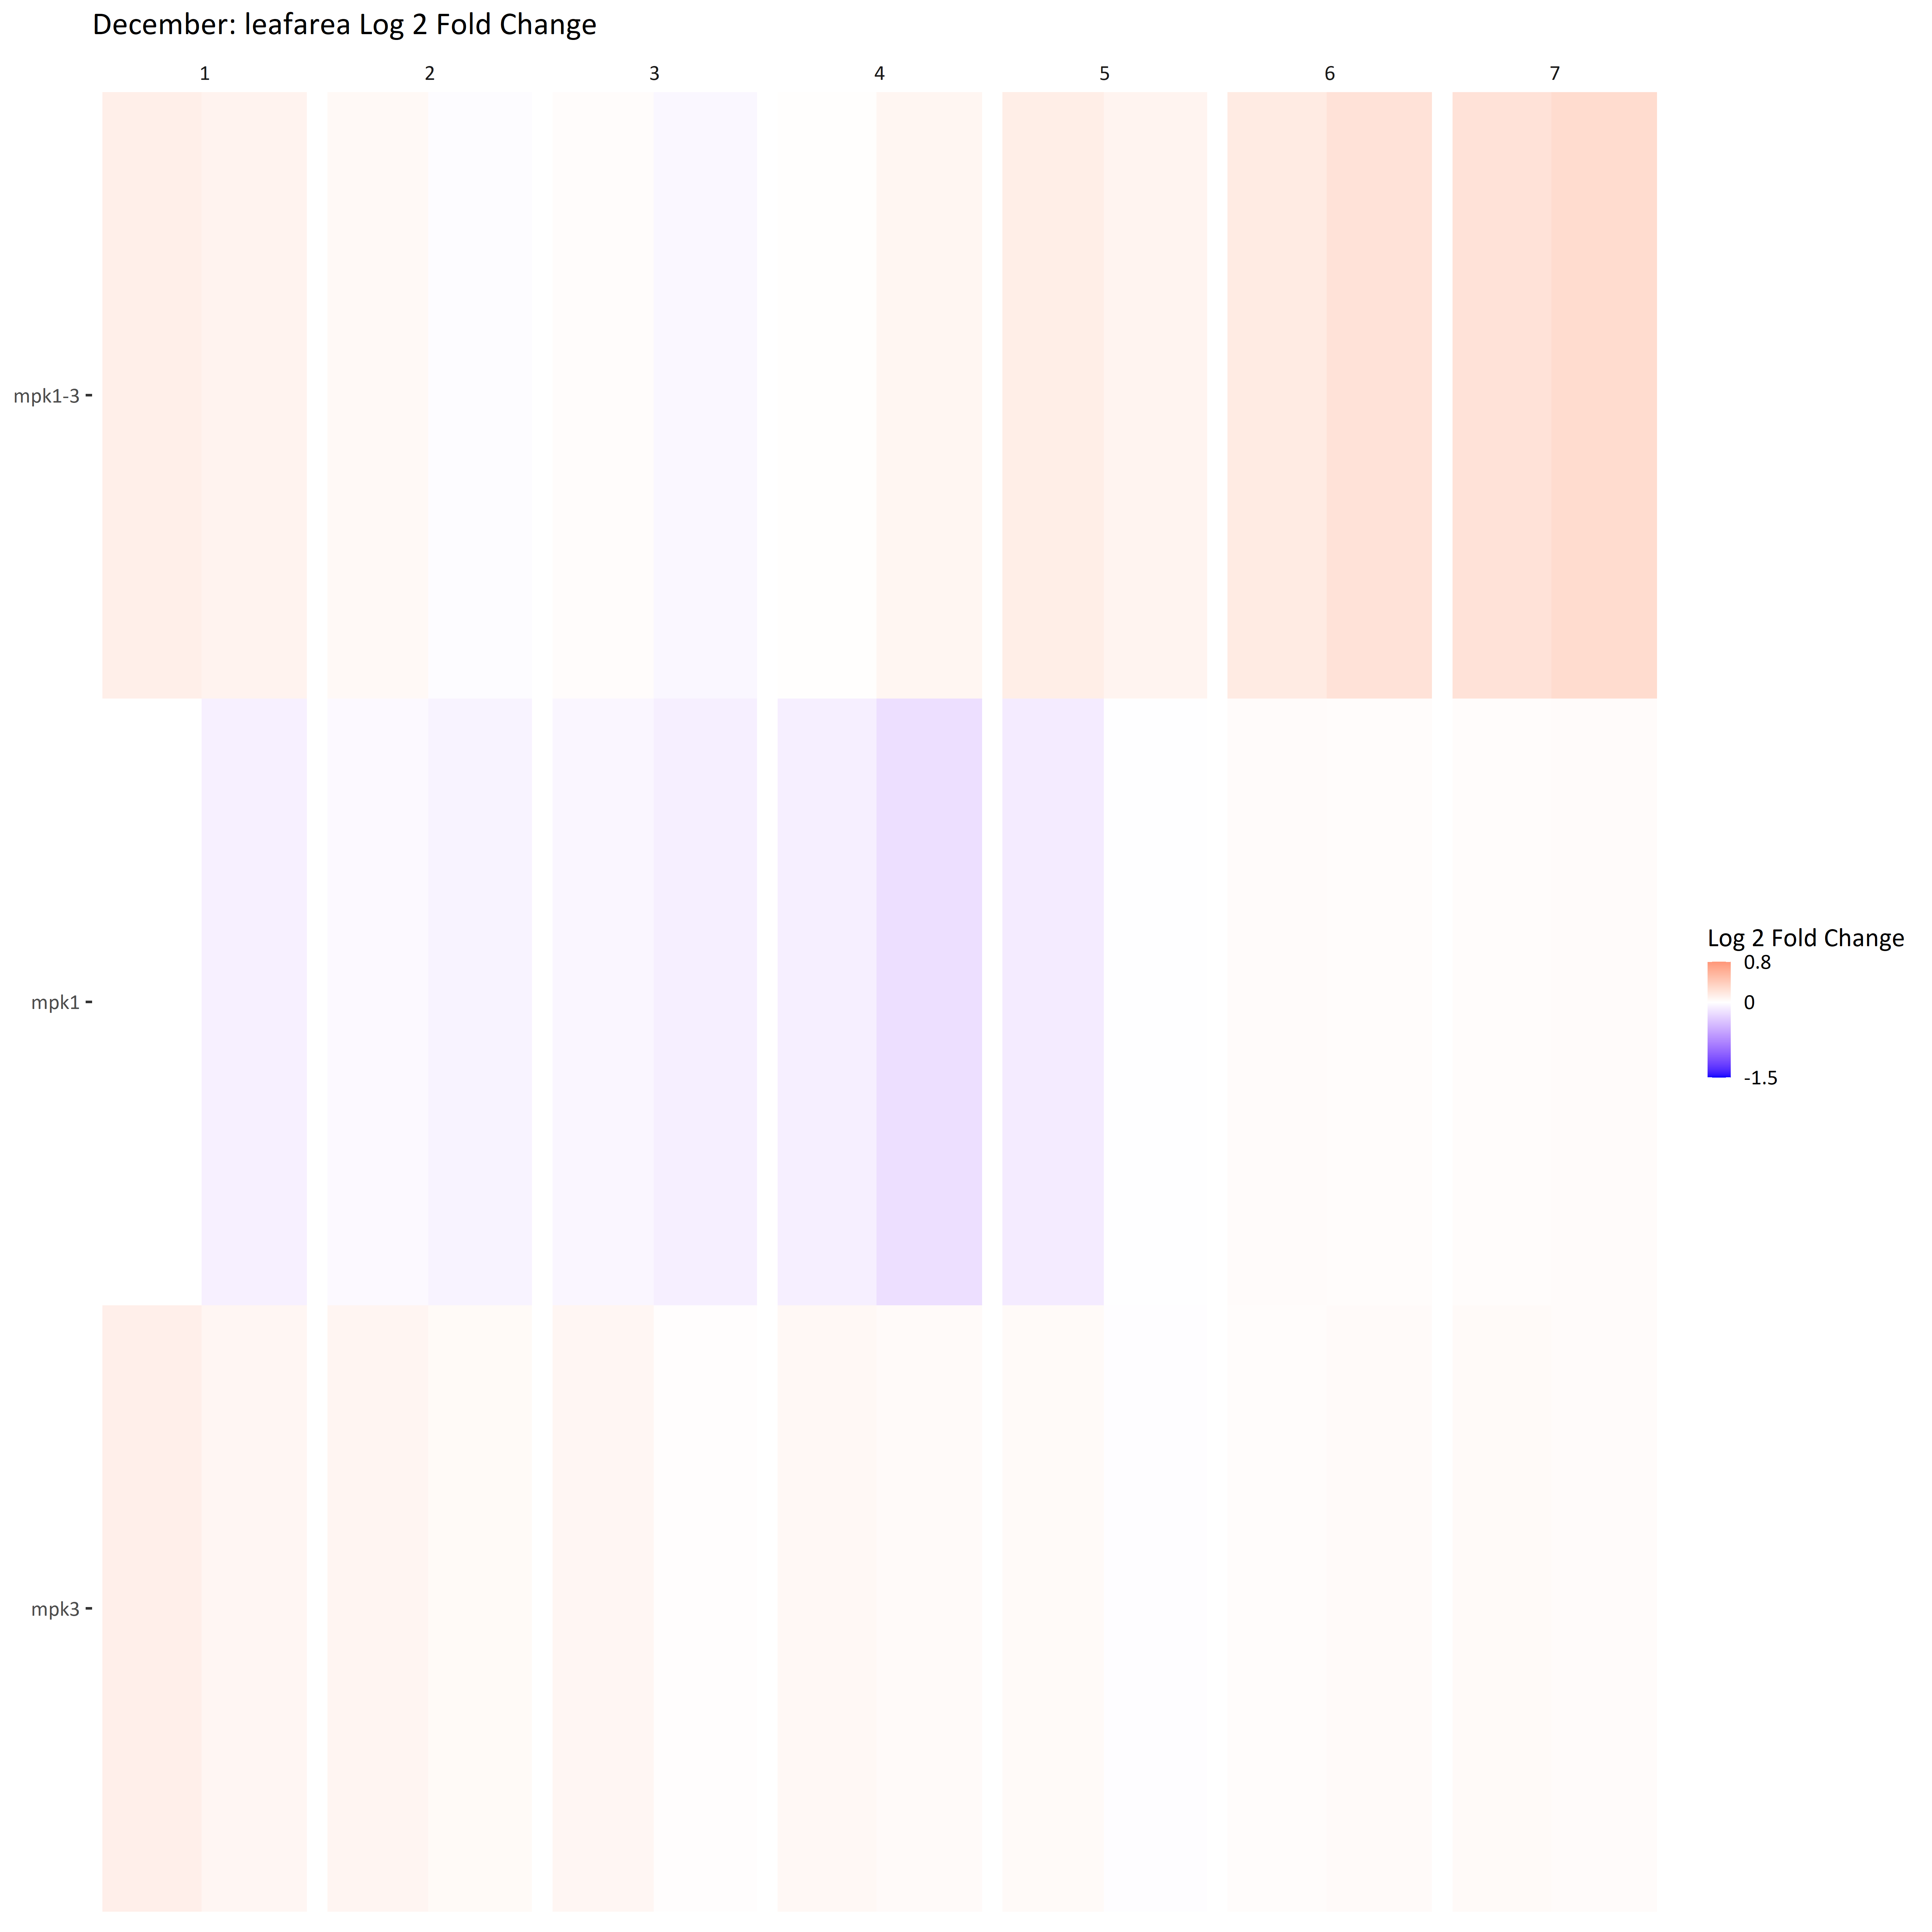 December: leafarea Log 2 Fold Change
1 2 3 4 5 6 7
mpk1-3
mpk1
mpk3
Log 2 Fold Change
0.8
0
-1.5